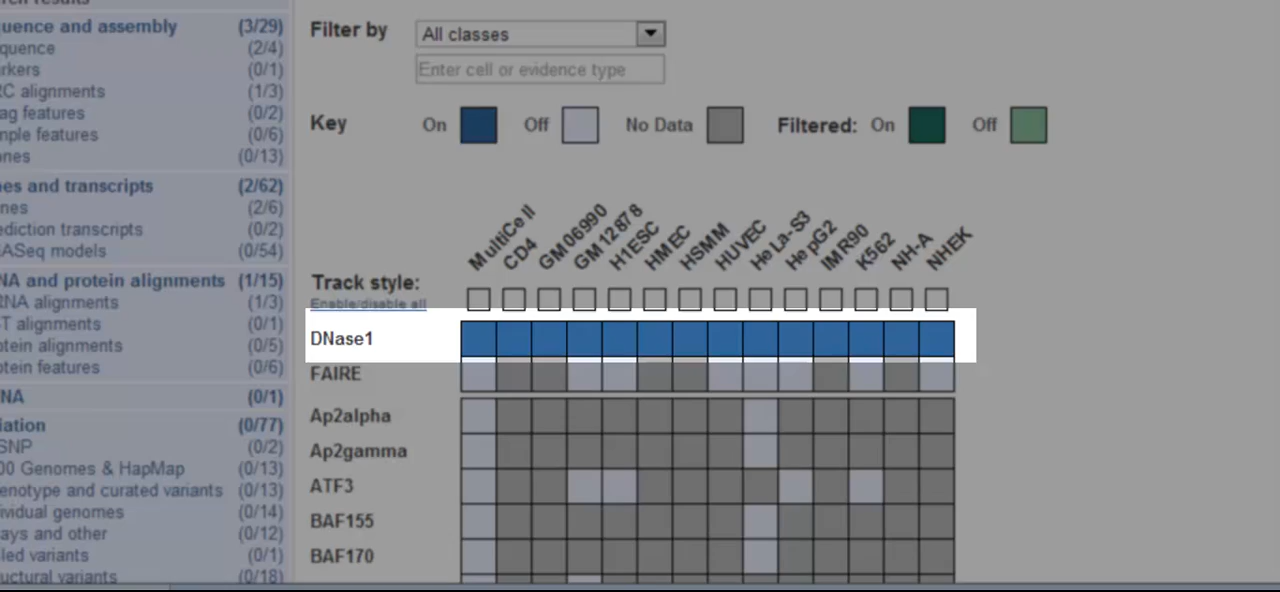 uence and assembly (3/29)
quence (2/4)
rkers (0/1)
RC alignments (1/3)
ag features (0/2)
mple features (0/6)
ones (0/13)
es and transcripts (2/62)
nes (2/6)
ediction transcripts (0/2)
ASeq models (0/54)
NA and protein alignments (1/15)
RNA alignments (1/3)
T alignments (0/1)
otein alignments (0/5)
otein features (0/6)
NA (0/1)
iation (0/77)
SNP (0/2)
00 Genomes & HapMap (0/13)
enotype and curated variants (0/13)
ividual genomes (0/14)
ays and other (0/12)
led variants (0/1)
uctural variants (0/18)
Filter by All classes
Enter cell or evidence type
Key On Off No Data Filtered: On Off
MultiCell
CD4
GM06990
GM12878
H1ESC
HMEC
HSMM
HUVEC
HeLa-S3
HepG2
IMR90
K562
NH-A
NHEK
Track style:
Enable/disable all
DNase1
FAIRE
Ap2alpha
Ap2gamma
ATF3
BAF155
BAF170